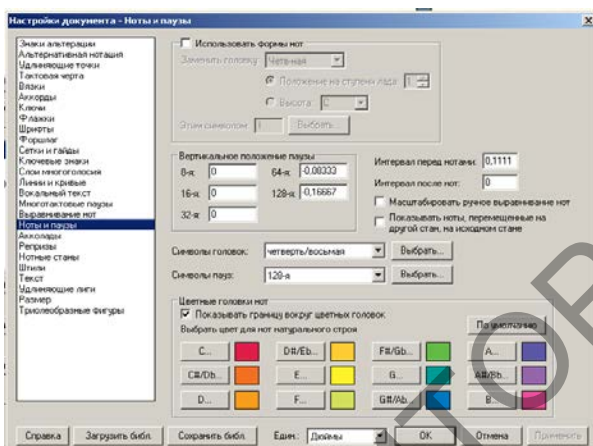 Настройки документа - Ноты и паузы
Знаки альтерации
Альтернативная нотация
Удлиняющие точки
Тактовая черта
Вязки
Аккорды
Ключи
Флажки
Шрифты
Форшлаг
Сетки и гайды
Ключевые знаки
Слои многоголосия
Линии и кривые
Вокальный текст
Многотактовые паузы
Выравнивание нот
Ноты и паузы
Акколады
Репризы
Нотные станы
Штили
Текст
Удлиняющие лиги
Размер
Триолеобразные фигуры
Использовать формы нот
Заменить головку: Четверная
Положение на ступени лада: 1
Высота: C
Этим символом: Выбрать...
Вертикальное положение паузы
8-я: 0 64-я: -0,08333
16-я: 0 128-я: -0,16667
32-я: 0
Интервал перед нотами: 0,1111
Интервал после нот: 0
Масштабировать ручное выравнивание нот
Показывать ноты, перемещенные на
другой стан, на исходном стане
Символы головок: четверть/восьмая Выбрать...
Символы пауз: 128-я Выбрать...
Цветные головки нот
Показывать границу вокруг цветных головок
Выбрать цвет для нот натурального строя По умолчанию
C... D#/Eb... F#/Gb... A...
C#/Db... E... G... A#/Bb...
D... F... G#/Ab... B...
Справка Загрузить библ. Сохранить библ. Един.: Дюймы OK Отмена Применить